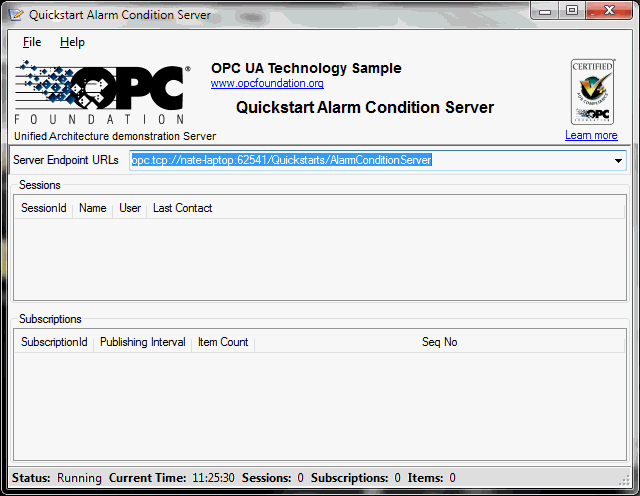 Quickstart Alarm Condition Server
File Help
OPC
FOUNDATION
Unified Architecture demonstration Server
OPC UA Technology Sample
www.opcfoundation.org
Quickstart Alarm Condition Server
CERTIFIED
FOR COMPLIANCE
OPC
Learn more
Server Endpoint URLs opc.tcp://nate-laptop:62541/Quickstarts/AlarmConditionServer
Sessions
SessionId Name User Last Contact
Subscriptions
SubscriptionId Publishing Interval Item Count Seq No
Status: Running Current Time: 11:25:30 Sessions: 0 Subscriptions: 0 Items: 0